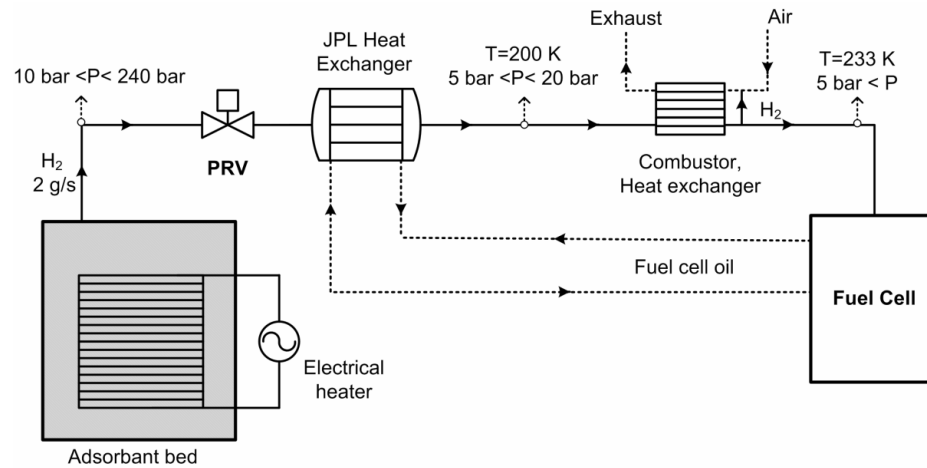 Exhaust
Air
JPL Heat
Exchanger
T=200 K
5 bar <P< 20 bar
T=233 K
5 bar < P
10 bar <P< 240 bar
H₂
PRV
H₂
2 g/s
Combustor,
Heat exchanger
Fuel cell oil
Fuel Cell
Electrical
heater
Adsorbant bed